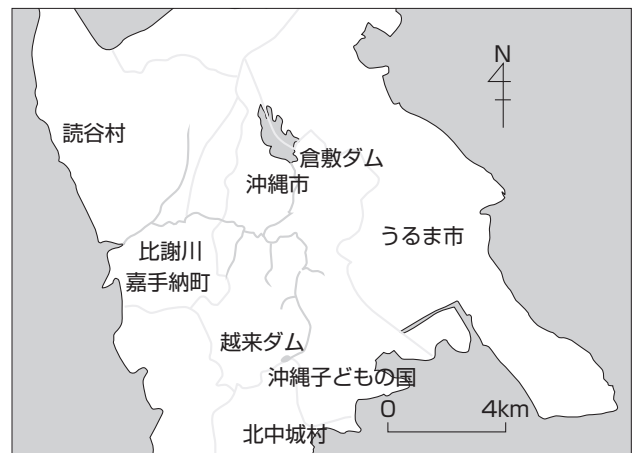 N
読谷村
倉敷ダム
沖縄市
うるま市
比謝川
嘉手納町
越来ダム
沖縄子どもの国
0 4km
北中城村